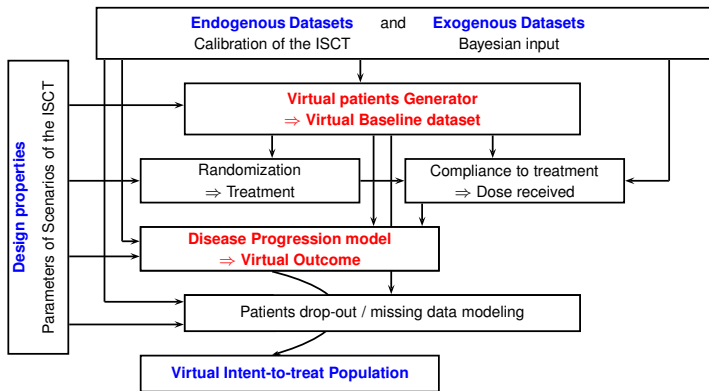 Endogenous Datasets and Exogenous Datasets
Calibration of the ISCT Bayesian input
Design properties
Parameters of Scenarios of the ISCT
Virtual patients Generator
⇒ Virtual Baseline dataset
Randomization
⇒ Treatment
Compliance to treatment
⇒ Dose received
Disease Progression model
⇒ Virtual Outcome
Patients drop-out / missing data modeling
Virtual Intent-to-treat Population